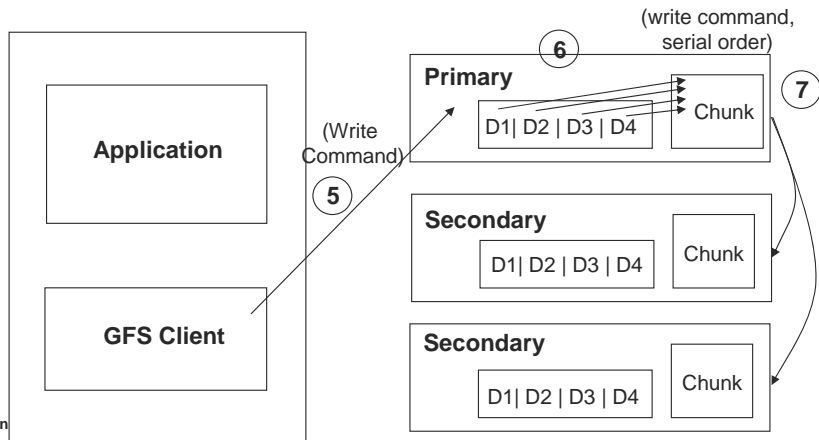 Application
GFS Client
n
(Write
Command)
5
6
(write command,
serial order)
7
Primary
D1| D2 | D3 | D4
Chunk
Secondary
D1| D2 | D3 | D4
Chunk
Secondary
D1| D2 | D3 | D4
Chunk